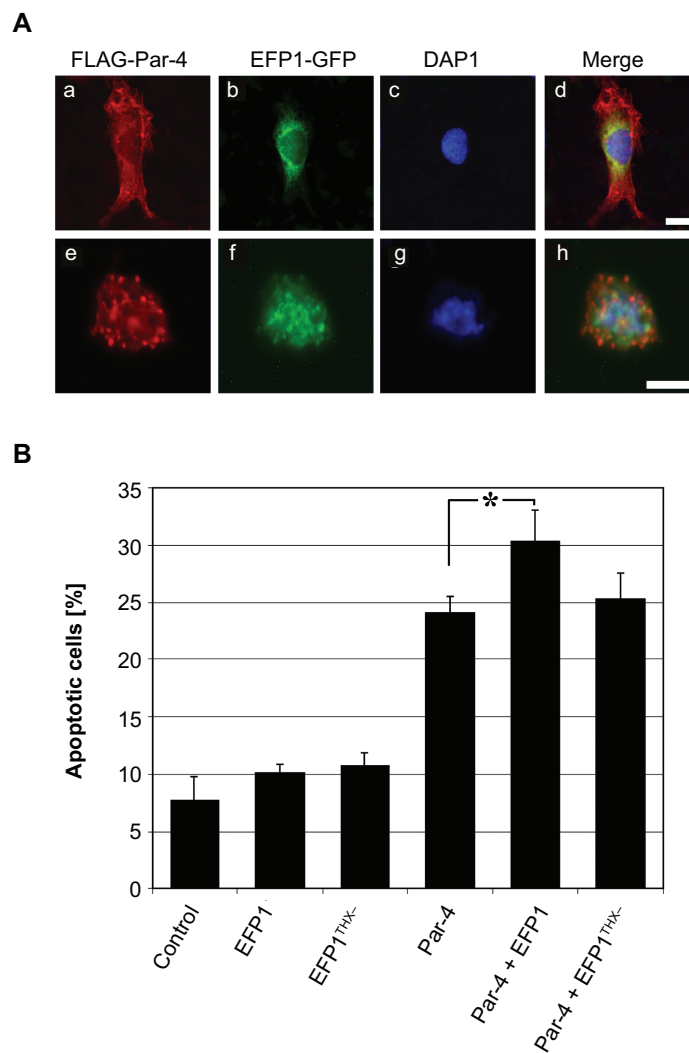 A
FLAG-Par-4 EFP1-GFP DAP1 Merge
a b c d
e f g h
B
Apoptotic cells [%]
35
30
25
20
15
10
5
0
*
Control EFP1 EFP1THX– Par-4 Par-4 + EFP1 Par-4 + EFP1THX–